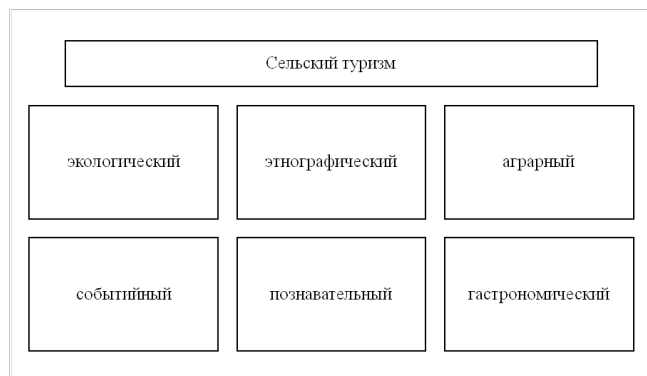 Сельский туризм
экологический
этнографический
аграрный
событийный
познавательный
гастрономический